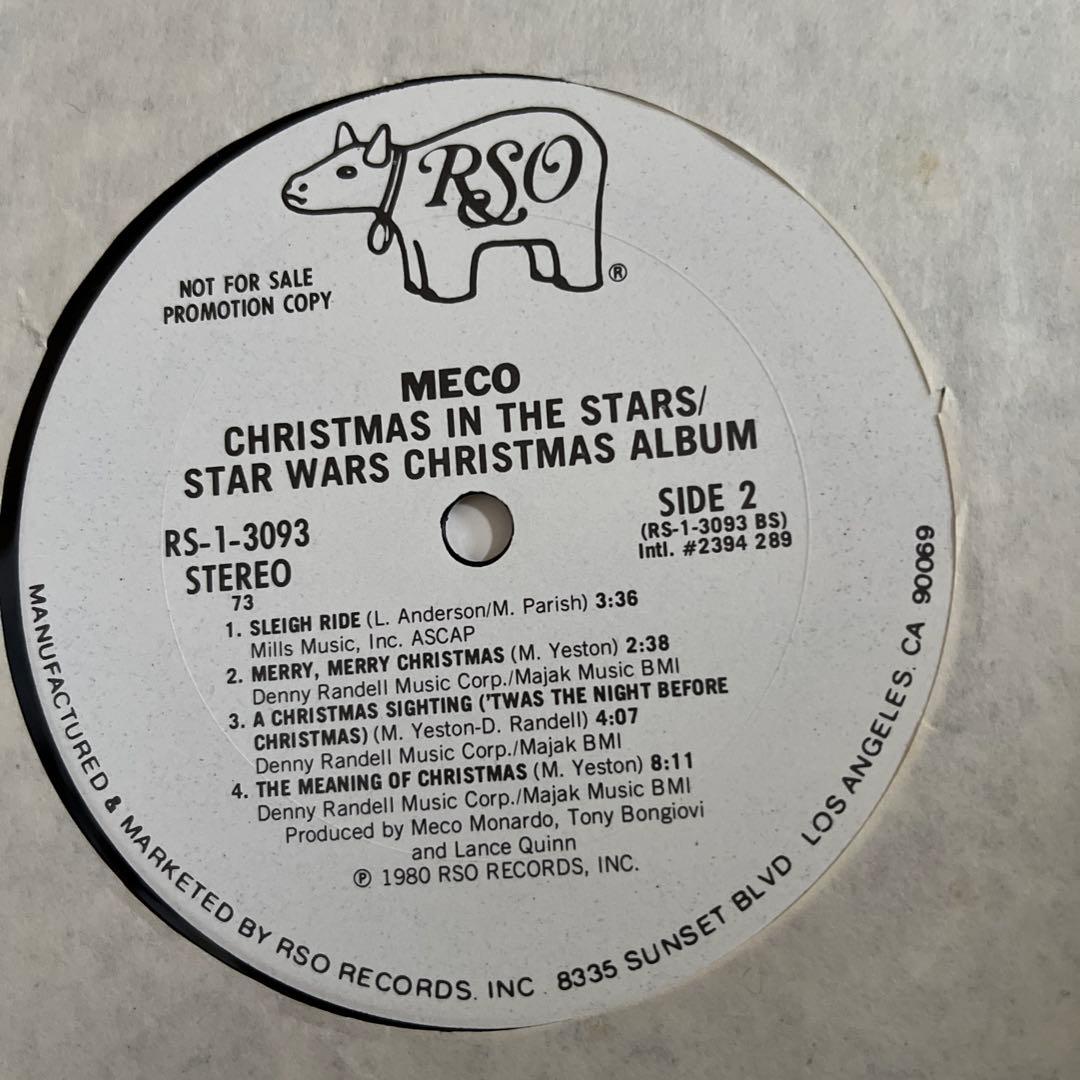 RSO
®
NOT FOR SALE
PROMOTION COPY
MECO
CHRISTMAS IN THE STARS/
STAR WARS CHRISTMAS ALBUM
RS-1-3093
STEREO
73
SIDE 2
(RS-1-3093 BS)
Intl. #2394 289
1. SLEIGH RIDE (L. Anderson/M. Parish) 3:36
Mills Music, Inc. ASCAP
2. MERRY, MERRY CHRISTMAS (M. Yeston) 2:38
Denny Randell Music Corp./Majak Music BMI
3. A CHRISTMAS SIGHTING ('TWAS THE NIGHT BEFORE
CHRISTMAS) (M. Yeston-D. Randell) 4:07
Denny Randell Music Corp./Majak BMI
4. THE MEANING OF CHRISTMAS (M. Yeston) 8:11
Denny Randell Music Corp./Majak Music BMI
Produced by Meco Monardo, Tony Bongiovi
and Lance Quinn
℗ 1980 RSO RECORDS, INC.
MANUFACTURED & MARKETED BY RSO RECORDS. INC . 8335 SUNSET BLVD LOS ANGELES. CA 90069